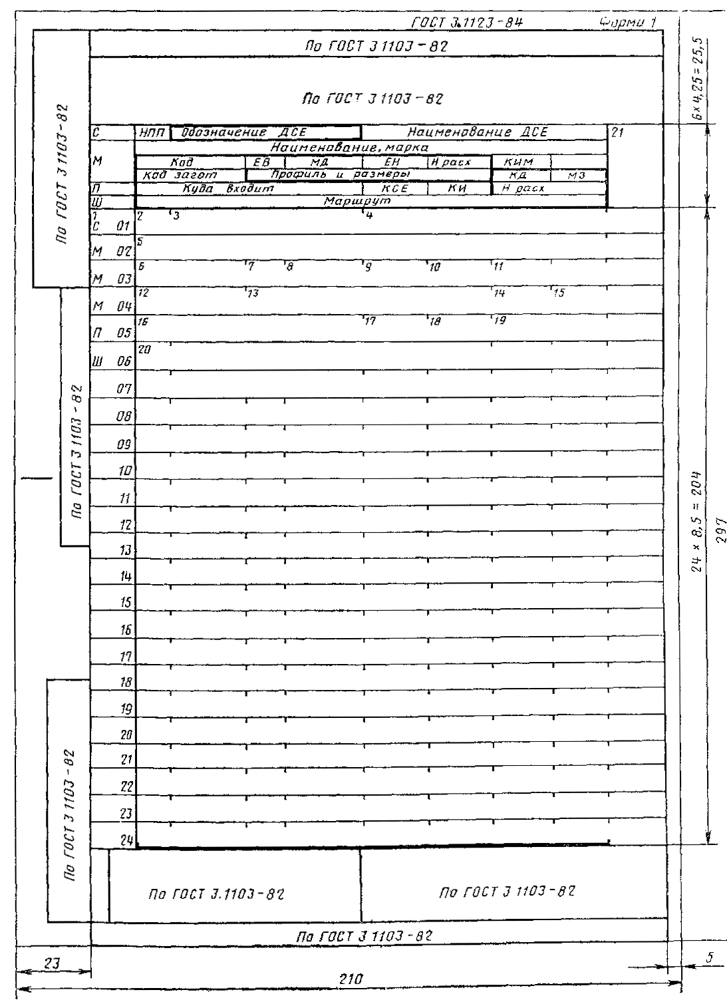 ГОСТ 3.1123-84 Форма 1
По ГОСТ 3 1103-82
По ГОСТ 3 1103-82
По ГОСТ 3 1103-82
6×4,25=25,5
С НПП Обозначение ДСЕ Наименование ДСЕ 21
Наименование, марка
М Код ЕВ МД ЕН Н расх КИМ
Код загот Профиль и размеры КД МЗ
П Куда входит КСЕ КИ Н расх
Ш Маршрут
1 2 3 4
С 01
5
М 02
6 7 8 9 10 11
М 03
12 13 14 15
М 04
16 17 18 19
П 05
20
Ш 06
07
08
09
10
11
12
13
14
15
16
17
18
19
20
21
22
23
24
По ГОСТ 3 1103-82
24×8,5=204
297
По ГОСТ 3 1103-82
По ГОСТ 3.1103-82 По ГОСТ 3 1103-82
По ГОСТ 3 1103-82
23 5
210